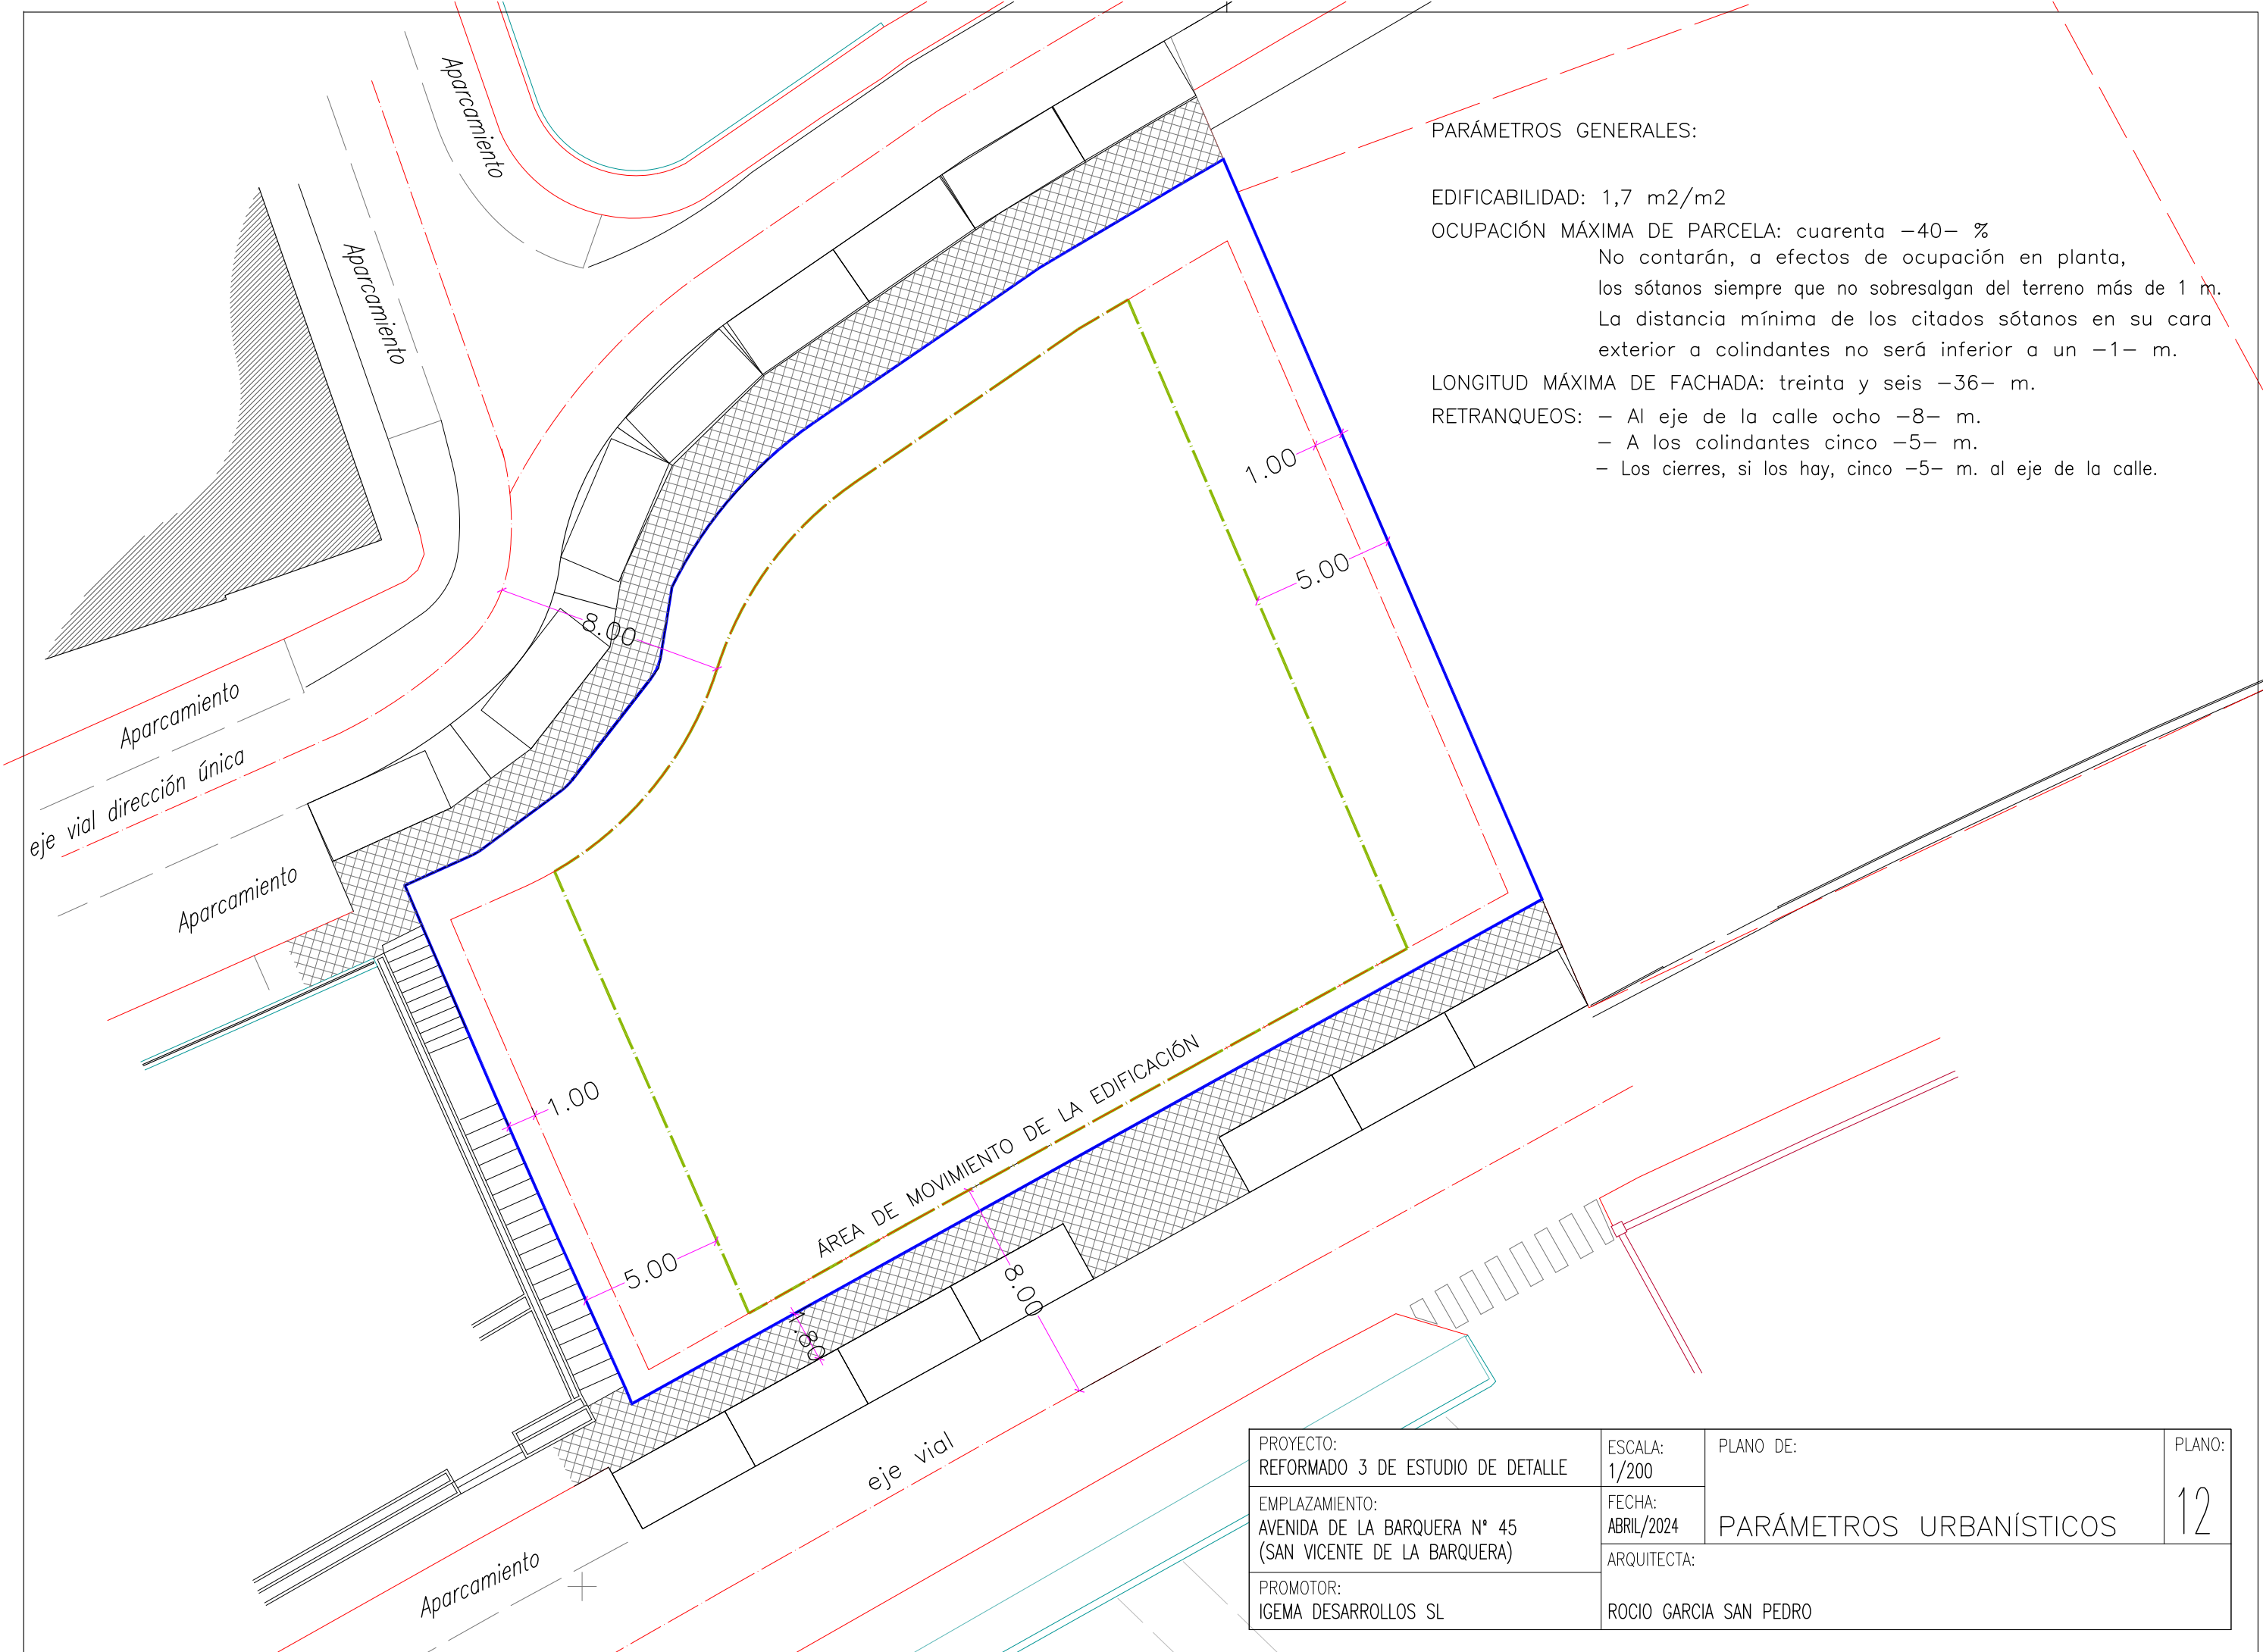 Aparcamiento
Aparcamiento
PARÁMETROS GENERALES:
EDIFICABILIDAD: 1,7 m2/m2
OCUPACIÓN MÁXIMA DE PARCELA: cuarenta -40- %
No contarán, a efectos de ocupación en planta,
los sótanos siempre que no sobresalgan del terreno más de 1 m.
La distancia mínima de los citados sótanos en su cara
exterior a colindantes no será inferior a un -1- m.
LONGITUD MÁXIMA DE FACHADA: treinta y seis -36- m.
RETRANQUEOS: - Al eje de la calle ocho -8- m.
- A los colindantes cinco -5- m.
- Los cierres, si los hay, cinco -5- m. al eje de la calle.
1.00
5.00
8.00
Aparcamiento
eje vial dirección única
Aparcamiento
1.00
5.00
ÁREA DE MOVIMIENTO DE LA EDIFICACIÓN
8.00
1.80
eje vial
Aparcamiento
PROYECTO:
REFORMADO 3 DE ESTUDIO DE DETALLE
EMPLAZAMIENTO:
AVENIDA DE LA BARQUERA Nº 45
(SAN VICENTE DE LA BARQUERA)
PROMOTOR:
IGEMA DESARROLLOS SL
ESCALA:
1/200
FECHA:
ABRIL/2024
PLANO DE:
PARÁMETROS URBANÍSTICOS
PLANO:
12
ARQUITECTA:
ROCIO GARCIA SAN PEDRO